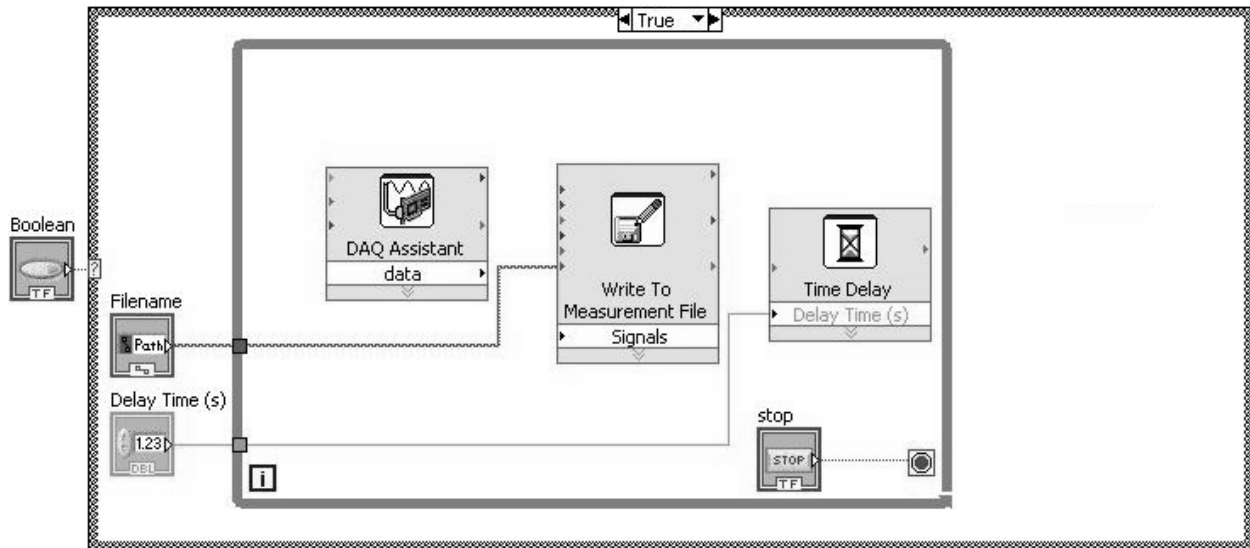 True
Boolean
TF
?
Filename
Path
Delay Time (s)
1.23
DBL
i
DAQ Assistant
data
Write To
Measurement File
Signals
Time Delay
Delay Time (s)
stop
STOP
TF